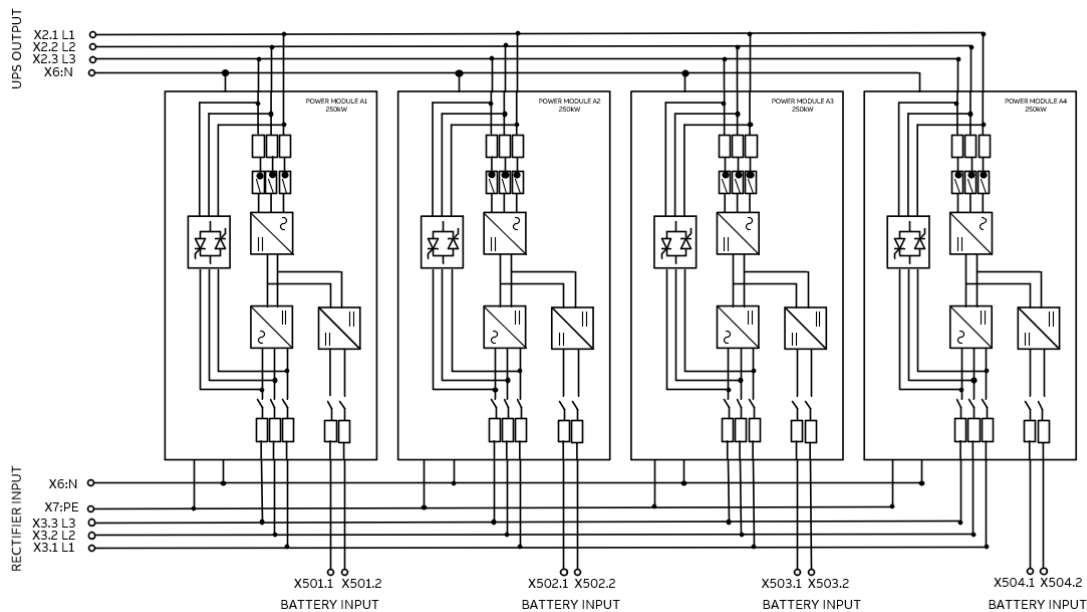 UPS OUTPUT
X2.1 L1
X2.2 L2
X2.3 L3
X6:N
POWER MODULE A1
250kW
POWER MODULE A2
250kW
POWER MODULE A3
250kW
POWER MODULE A4
250kW
RECTIFIER INPUT
X6:N
X7:PE
X3.3 L3
X3.2 L2
X3.1 L1
X501.1 X501.2
BATTERY INPUT
X502.1 X502.2
BATTERY INPUT
X503.1 X503.2
BATTERY INPUT
X504.1 X504.2
BATTERY INPUT